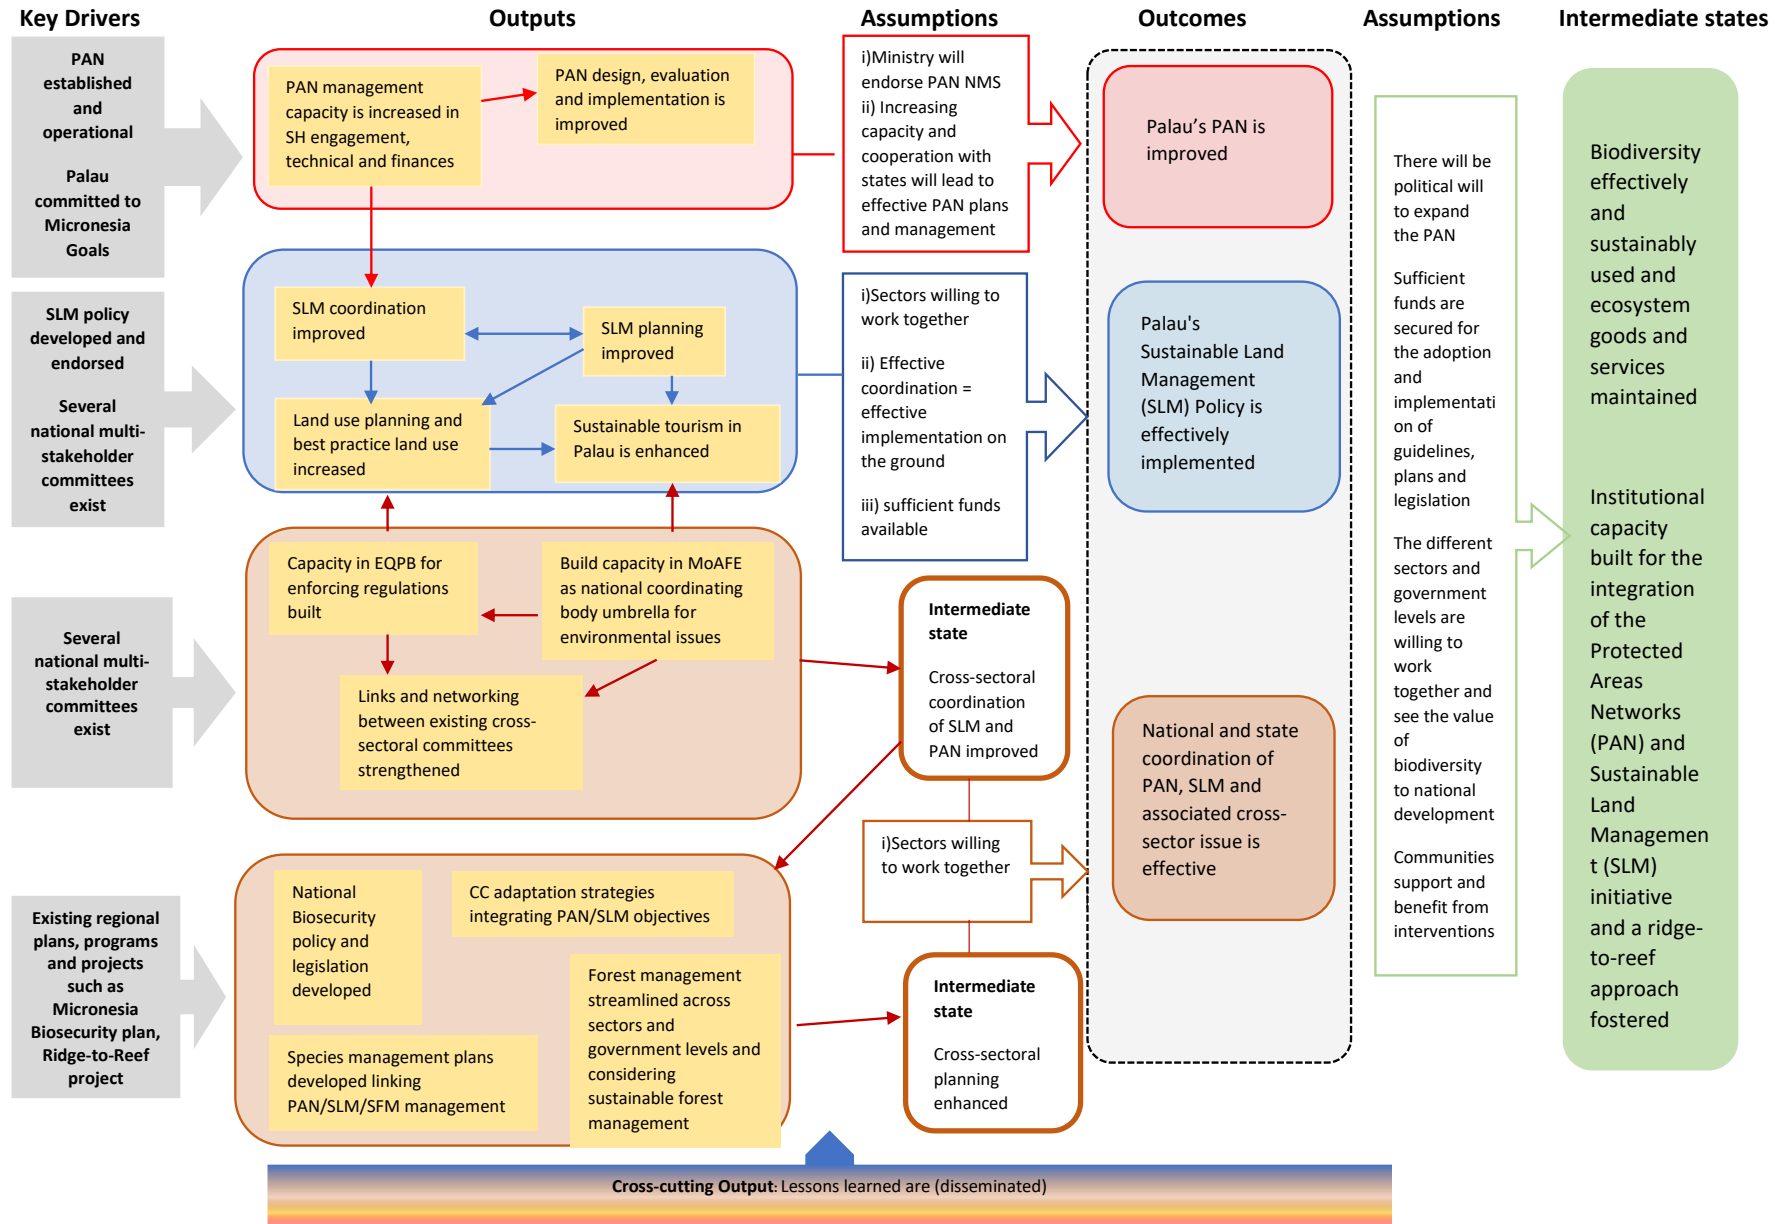 Key Drivers
Outputs
Assumptions
Outcomes
Assumptions
Intermediate states
PAN
established
and
operational
Palau
committed to
Micronesia
Goals
PAN management
capacity is increased in
SH engagement,
technical and finances
PAN design, evaluation
and implementation is
improved
i)Ministry will
endorse PAN NMS
ii) Increasing
capacity and
cooperation with
states will lead to
effective PAN plans
and management
Palau’s PAN is
improved
SLM policy
developed and
endorsed
Several
national multi-
stakeholder
committees
exist
SLM coordination
improved
SLM planning
improved
Land use planning and
best practice land use
increased
Sustainable tourism in
Palau is enhanced
i)Sectors willing to
work together
ii) Effective
coordination =
effective
implementation on
the ground
iii) sufficient funds
available
Palau's
Sustainable Land
Management
(SLM) Policy is
effectively
implemented
Several
national multi-
stakeholder
committees
exist
Capacity in EQPB for
enforcing regulations
built
Build capacity in MoAFE
as national coordinating
body umbrella for
environmental issues
Links and networking
between existing cross-
sectoral committees
strengthened
Intermediate
state
Cross-sectoral
coordination
of SLM and
PAN improved
i)Sectors willing
to work together
National and state
coordination of
PAN, SLM and
associated cross-
sector issue is
effective
Existing regional
plans, programs
and projects
such as
Micronesia
Biosecurity plan,
Ridge-to-Reef
project
National
Biosecurity
policy and
legislation
developed
CC adaptation strategies
integrating PAN/SLM objectives
Species management plans
developed linking
PAN/SLM/SFM management
Forest management
streamlined across
sectors and
government levels and
considering
sustainable forest
management
Intermediate
state
Cross-sectoral
planning
enhanced
There will be
political will
to expand
the PAN
Sufficient
funds are
secured for
the adoption
and
implementati
on of
guidelines,
plans and
legislation
The different
sectors and
government
levels are
willing to
work
together and
see the value
of
biodiversity
to national
development
Communities
support and
benefit from
interventions
Biodiversity
effectively
and
sustainably
used and
ecosystem
goods and
services
maintained
Institutional
capacity
built for the
integration
of the
Protected
Areas
Networks
(PAN) and
Sustainable
Land
Managemen
t (SLM)
initiative
and a ridge-
to-reef
approach
fostered
Cross-cutting Output: Lessons learned are (disseminated)